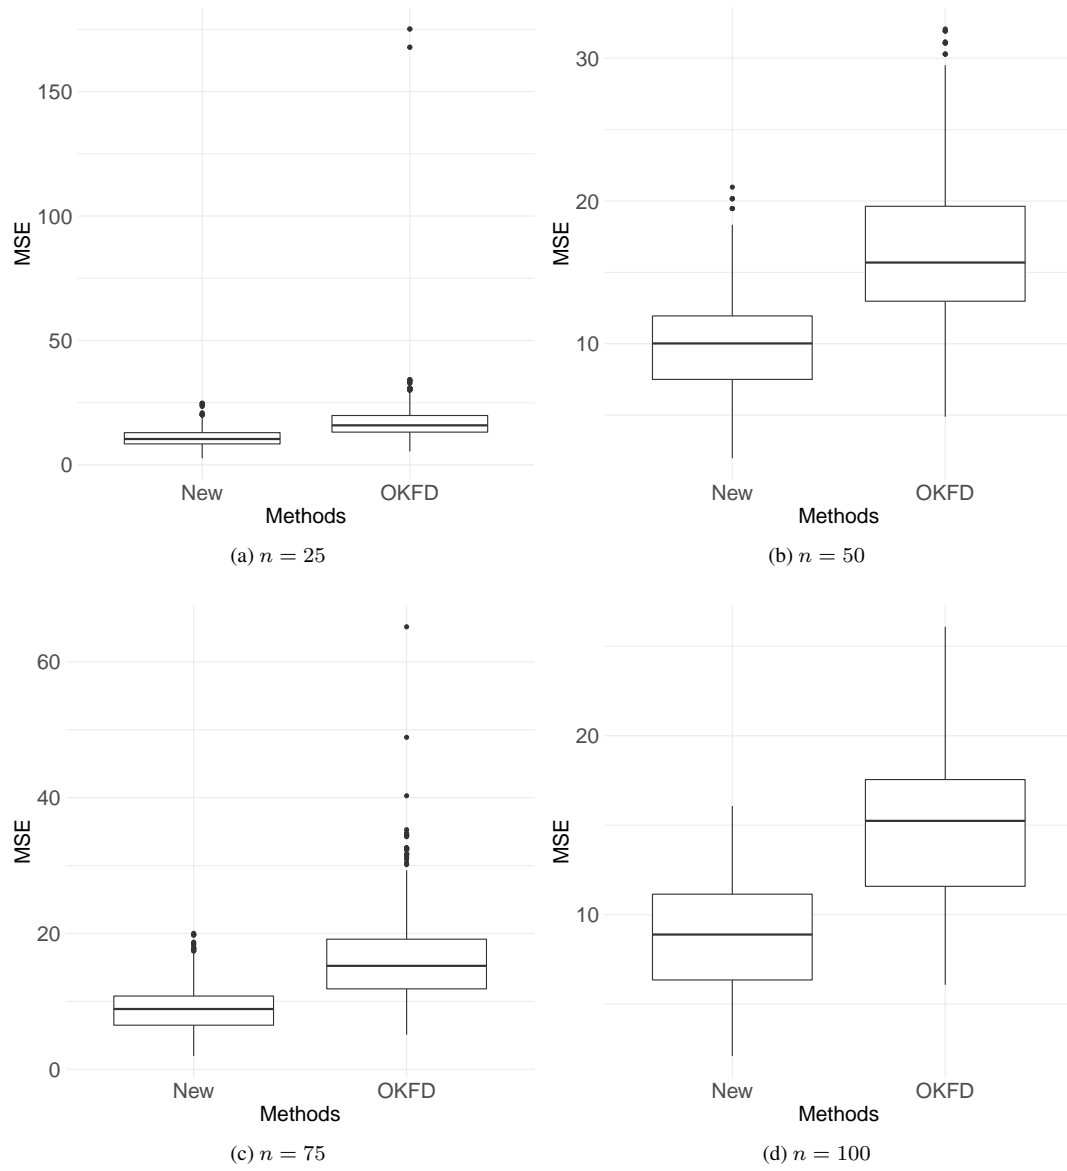 150
100
50
0
MSE
New OKFD
Methods
(a) n = 25
30
20
10
MSE
New OKFD
Methods
(b) n = 50
60
40
20
0
MSE
New OKFD
Methods
(c) n = 75
20
10
MSE
New OKFD
Methods
(d) n = 100